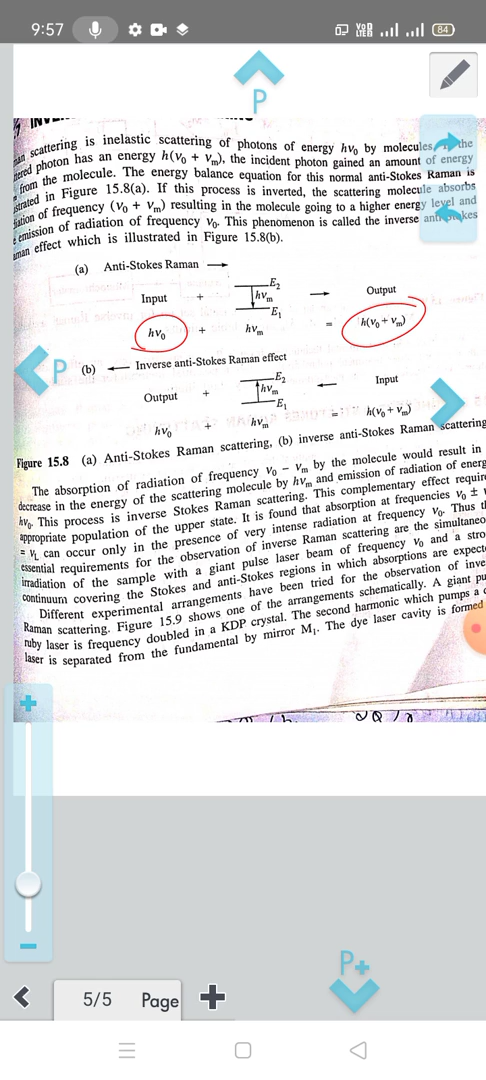 9:57
VoD
LTE
84
P
scattering is inelastic scattering of photons of energy hν₀ by molecules, the
photon has an energy h(ν₀ + νₘ), the incident photon gained an amount of energy
from the molecule. The energy balance equation for this normal anti-Stokes Raman is
in Figure 15.8(a). If this process is inverted, the scattering molecule absorbs
of frequency (ν₀ + νₘ) resulting in the molecule going to a higher energy level and
emission of radiation of frequency ν₀. This phenomenon is called the inverse
effect which is illustrated in Figure 15.8(b).
(a) Anti-Stokes Raman →
Input + hνₘ E₂ E₁ → Output
hν₀ + hνₘ = h(ν₀ + νₘ)
P
(b) ← Inverse anti-Stokes Raman effect
Output + hνₘ E₂ E₁ ← Input
hν₀ + hνₘ = h(ν₀ + νₘ)
Figure 15.8 (a) Anti-Stokes Raman scattering, (b) inverse anti-Stokes Raman scattering
The absorption of radiation of frequency ν₀ − νₘ by the molecule would result in
decrease in the energy of the scattering molecule by hνₘ and emission of radiation of
hν₀. This process is inverse Stokes Raman scattering. This complementary effect
appropriate population of the upper state. It is found that absorption at frequencies ν₀ ±
= νL can occur only in the presence of very intense radiation at frequency ν₀. Thus
essential requirements for the observation of inverse Raman scattering are the
irradiation of the sample with a giant pulse laser beam of frequency ν₀ and a
continuum covering the Stokes and anti-Stokes regions in which absorptions are
Different experimental arrangements have been tried for the observation of
Raman scattering. Figure 15.9 shows one of the arrangements schematically. A giant
ruby laser is frequency doubled in a KDP crystal. The second harmonic which pumps a
laser is separated from the fundamental by mirror M₁. The dye laser cavity is formed
P+
5/5 Page